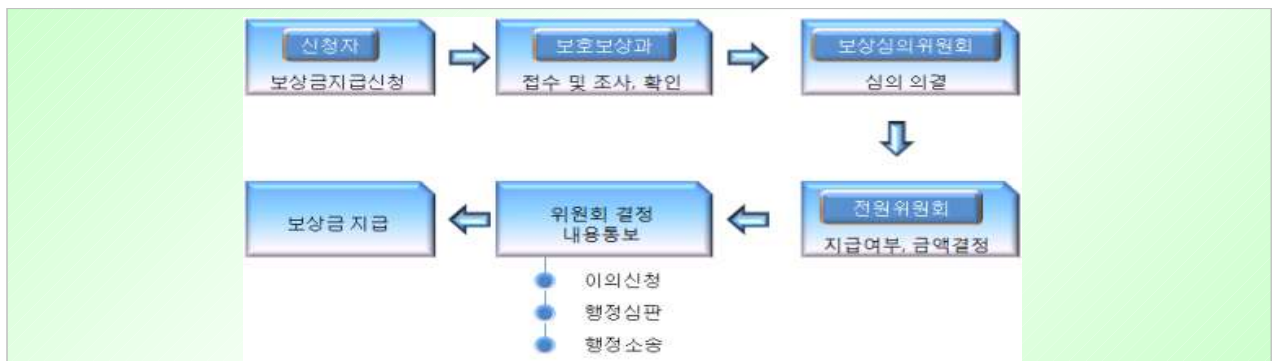 신청자
보상금지급신청
보호보상과
접수 및 조사, 확인
보상심의위원회
심의 의결
전원위원회
지급여부, 금액결정
위원회 결정
내용통보
이의신청
행정심판
행정소송
보상금 지급